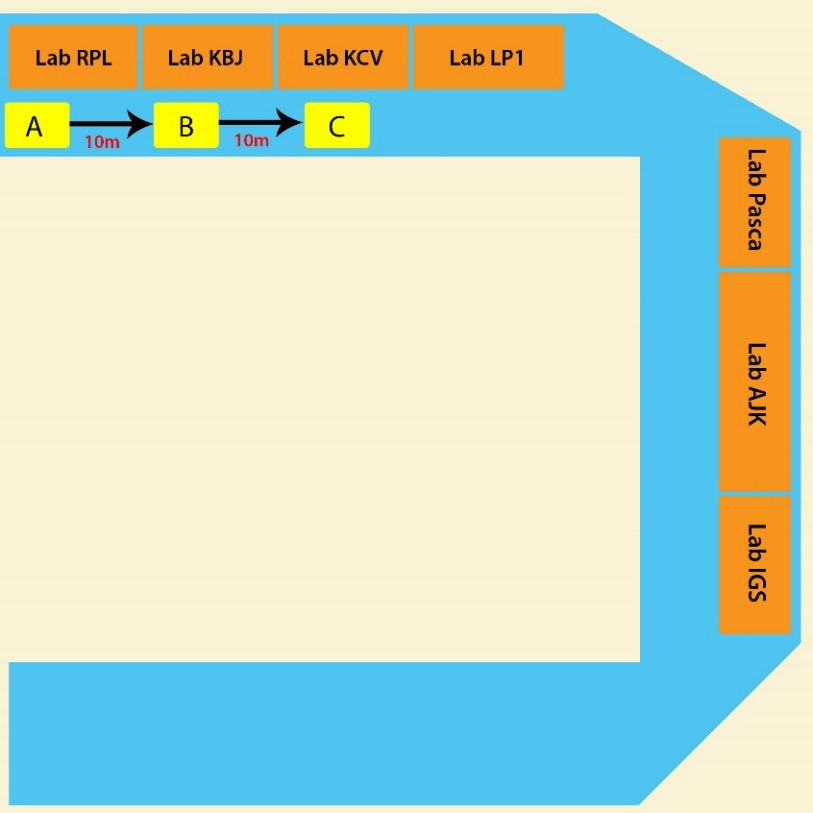 Lab RPL
Lab KBJ
Lab KCV
Lab LP1
A
10m
B
10m
C
Lab Pasca
Lab AJK
Lab IGS